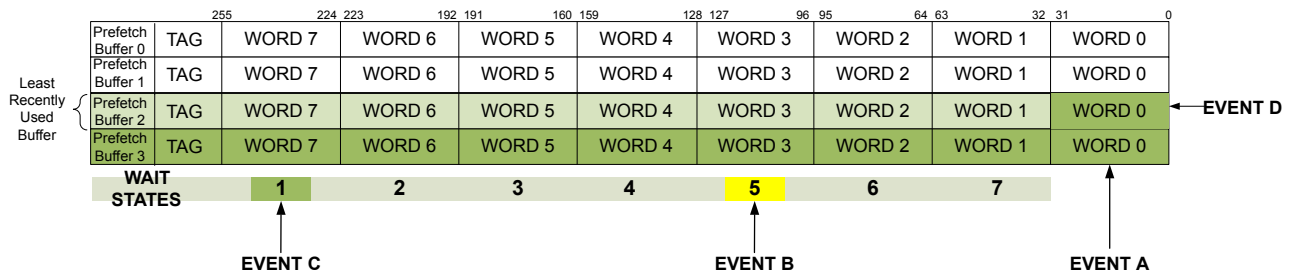 255 224 223 192 191 160 159 128 127 96 95 64 63 32 31 0
Prefetch
Buffer 0 TAG WORD 7 WORD 6 WORD 5 WORD 4 WORD 3 WORD 2 WORD 1 WORD 0
Prefetch
Buffer 1 TAG WORD 7 WORD 6 WORD 5 WORD 4 WORD 3 WORD 2 WORD 1 WORD 0
Least
Recently
Used
Buffer
Prefetch
Buffer 2 TAG WORD 7 WORD 6 WORD 5 WORD 4 WORD 3 WORD 2 WORD 1 WORD 0 EVENT D
Prefetch
Buffer 3 TAG WORD 7 WORD 6 WORD 5 WORD 4 WORD 3 WORD 2 WORD 1 WORD 0
WAIT
STATES 1 2 3 4 5 6 7
EVENT C EVENT B EVENT A